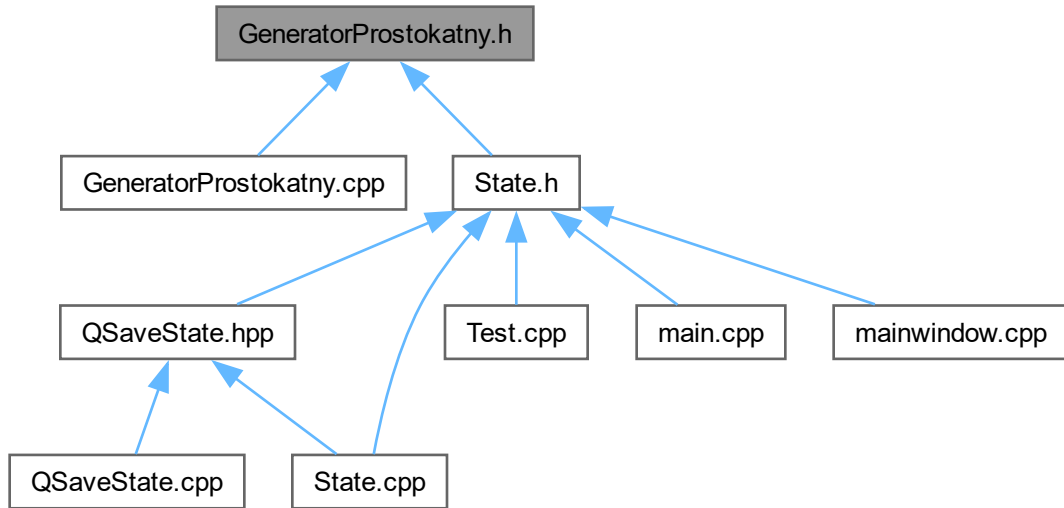 GeneratorProstokatny.h
GeneratorProstokatny.cpp
State.h
QSaveState.hpp
Test.cpp
main.cpp
mainwindow.cpp
QSaveState.cpp
State.cpp